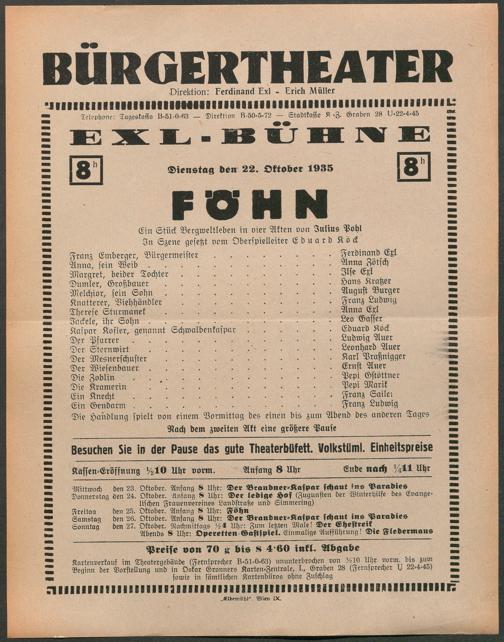 BÜRGERTHEATER
Direktion: Ferdinand Exl - Erich Müller
Telephone: Tageskassa B-51-0-63 — Direktion B-50-5-72 — Stadtkasse K.-Z. Graben 28 U-22-4-45
EXL-BÜHNE
8h
Dienstag den 22. Oktober 1935
8h
FÖHN
Ein Stück Bergweltleben in vier Akten von Julius Pohl
In Szene gesetzt vom Oberspielleiter Eduard Köck
Franz Emberger, Bürgermeister . . . . . Ferdinand Exl
Anna, sein Weib . . . . . Anna Fötsch
Margret, beider Tochter . . . . . Ilse Exl
Dumler, Großbauer . . . . . Hans Kratzer
Melchior, sein Sohn . . . . . August Burger
Knatterer, Viehhändler . . . . . Franz Ludwig
Therese Sturmanek . . . . . Anna Exl
Jackele, ihr Sohn . . . . . Leo Gasser
Kaspar Kofler, genannt Schwalbenkaspar . . . . . Eduard Köck
Der Pfarrer . . . . . Ludwig Auer
Der Sternwirt . . . . . Leonhard Auer
Der Mesnerschuster . . . . . Karl Praßnigger
Der Wiesenbauer . . . . . Ernst Auer
Die Zoblin . . . . . Pepi Gstöttner
Die Kramerin . . . . . Pepi Marik
Ein Knecht . . . . . Franz Sailer
Ein Gendarm . . . . . Franz Ludwig
Die Handlung spielt von einem Vormittag des einen bis zum Abend des anderen Tages
Nach dem zweiten Akt eine größere Pause
Besuchen Sie in der Pause das gute Theaterbüfett. Volkstüml. Einheitspreise
Kassen-Eröffnung ½10 Uhr vorm. Anfang 8 Uhr Ende nach ¼11 Uhr
Mittwoch den 23. Oktober. Anfang 8 Uhr: Der Brandner-Kaspar schaut ins Paradies
Donnerstag den 24. Oktober. Anfang 8 Uhr: Der ledige Hof (Zugunsten der Winterhilfe des Evange-
lischen Frauenvereines Landstraße und Simmering)
Freitag den 25. Oktober. Anfang 8 Uhr: Föhn
Samstag den 26. Oktober. Anfang 8 Uhr: Der Brandner-Kaspar schaut ins Paradies
Sonntag den 27. Oktober. Nachmittags ¼4 Uhr: Zum letzten Male! Der Ehestreik
Abends 8 Uhr: Operetten-Gastspiel. Einmalige Aufführung! Die Fledermaus
Preise von 70 g bis S 4·60 inkl. Abgabe
Kartenverkauf im Theatergebäude (Fernsprecher B-51-0-63) ununterbrochen von ½10 Uhr vorm. bis zum
Beginn der Vorstellung und in Oskar Gronners Karten-Zentrale, I., Graben 28 (Fernsprecher U 22-4-45)
sowie in sämtlichen Kartenbüros ohne Zuschlag
„Elbemühl“ Wien IX.